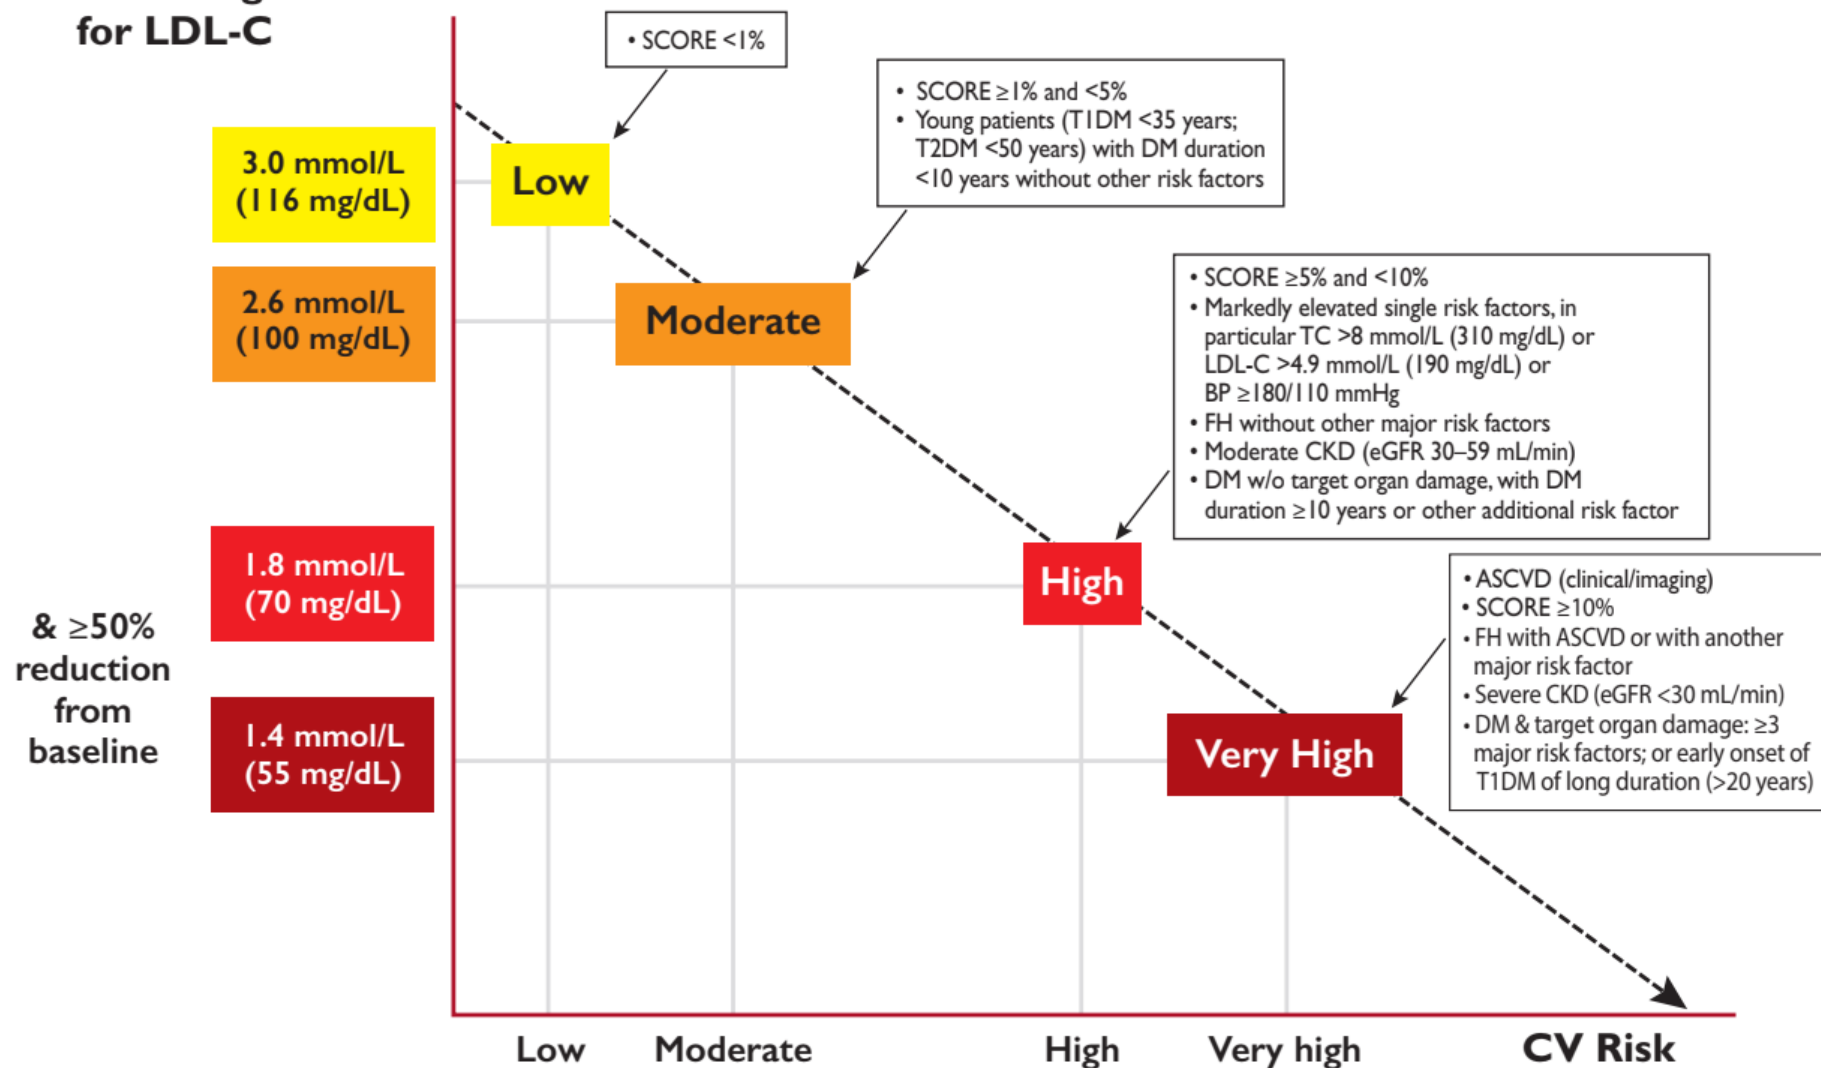 for LDL-C
• SCORE <1%
• SCORE ≥1% and <5%
• Young patients (T1DM <35 years;
T2DM <50 years) with DM duration
<10 years without other risk factors
3.0 mmol/L
(116 mg/dL)
Low
2.6 mmol/L
(100 mg/dL)
Moderate
• SCORE ≥5% and <10%
• Markedly elevated single risk factors, in
particular TC >8 mmol/L (310 mg/dL) or
LDL-C >4.9 mmol/L (190 mg/dL) or
BP ≥180/110 mmHg
• FH without other major risk factors
• Moderate CKD (eGFR 30–59 mL/min)
• DM w/o target organ damage, with DM
duration ≥10 years or other additional risk factor
1.8 mmol/L
(70 mg/dL)
High
& ≥50%
reduction
from
baseline
1.4 mmol/L
(55 mg/dL)
Very High
• ASCVD (clinical/imaging)
• SCORE ≥10%
• FH with ASCVD or with another
major risk factor
• Severe CKD (eGFR <30 mL/min)
• DM & target organ damage: ≥3
major risk factors; or early onset of
T1DM of long duration (>20 years)
Low
Moderate
High
Very high
CV Risk